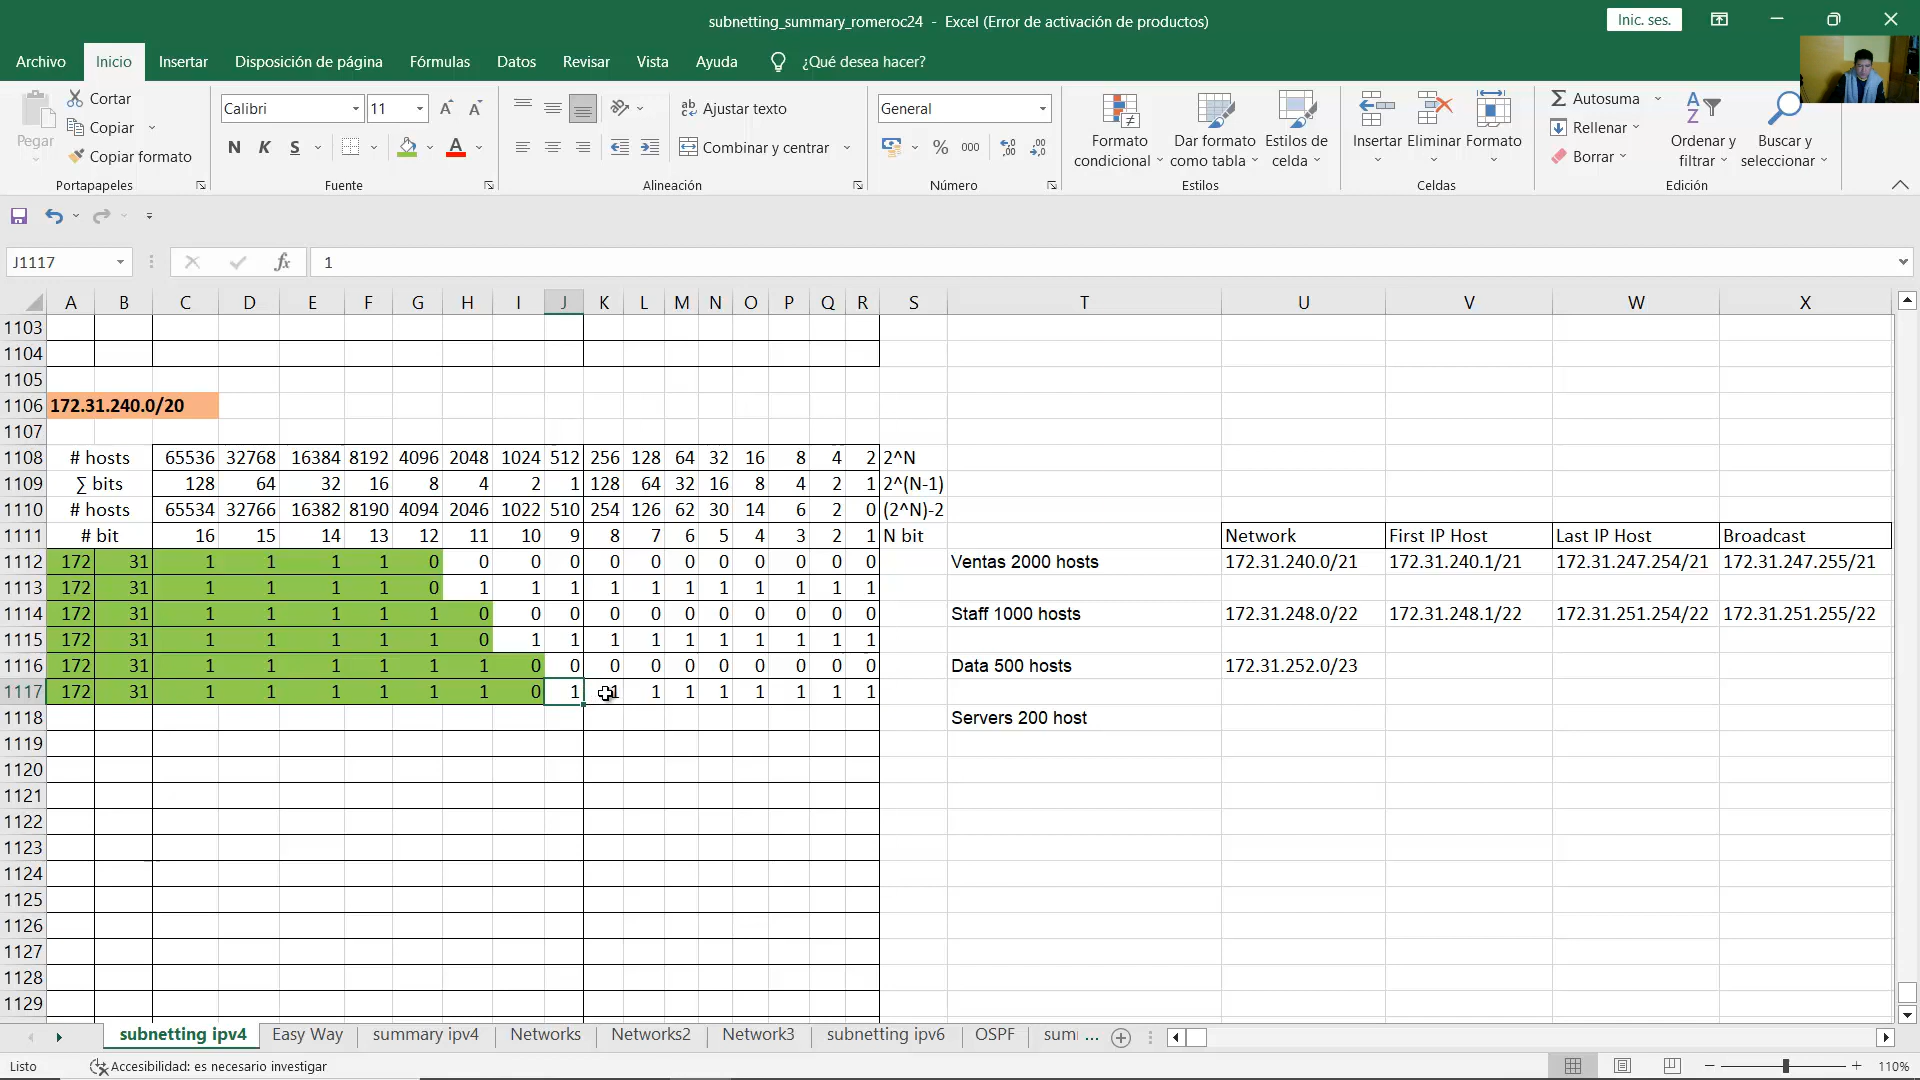 subnetting_summary_romeroc24 - Excel (Error de activación de productos)
Inic. ses.
Archivo Inicio Insertar Disposición de página Fórmulas Datos Revisar Vista Ayuda ¿Qué desea hacer?
Pegar
Cortar
Copiar
Copiar formato
Portapapeles
Calibri 11
N K S
Fuente
Ajustar texto
Combinar y centrar
Alineación
General
% 000
Número
Formato condicional
Dar formato como tabla
Estilos de celda
Estilos
Insertar Eliminar Formato
Celdas
Autosuma
Rellenar
Borrar
Ordenar y filtrar
Buscar y seleccionar
Edición
J1117 fx 1
A B C D E F G H I J K L M N O P Q R S T U V W X
1103
1104
1105
1106 172.31.240.0/20
1107
1108 # hosts 65536 32768 16384 8192 4096 2048 1024 512 256 128 64 32 16 8 4 2 2^N
1109 ∑ bits 128 64 32 16 8 4 2 1 128 64 32 16 8 4 2 1 2^(N-1)
1110 # hosts 65534 32766 16382 8190 4094 2046 1022 510 254 126 62 30 14 6 2 0 (2^N)-2
1111 # bit 16 15 14 13 12 11 10 9 8 7 6 5 4 3 2 1 N bit Network First IP Host Last IP Host Broadcast
1112 172 31 1 1 1 1 0 0 0 0 0 0 0 0 0 0 0 0 Ventas 2000 hosts 172.31.240.0/21 172.31.240.1/21 172.31.247.254/21 172.31.247.255/21
1113 172 31 1 1 1 1 0 1 1 1 1 1 1 1 1 1 1 1
1114 172 31 1 1 1 1 1 0 0 0 0 0 0 0 0 0 0 0 Staff 1000 hosts 172.31.248.0/22 172.31.248.1/22 172.31.251.254/22 172.31.251.255/22
1115 172 31 1 1 1 1 1 0 1 1 1 1 1 1 1 1 1 1
1116 172 31 1 1 1 1 1 1 0 0 0 0 0 0 0 0 0 0 Data 500 hosts 172.31.252.0/23
1117 172 31 1 1 1 1 1 1 0 1 1 1 1 1 1 1 1 1
1118 Servers 200 host
1119
1120
1121
1122
1123
1124
1125
1126
1127
1128
1129
subnetting ipv4 Easy Way summary ipv4 Networks Networks2 Network3 subnetting ipv6 OSPF sum ...
Listo Accesibilidad: es necesario investigar 110%